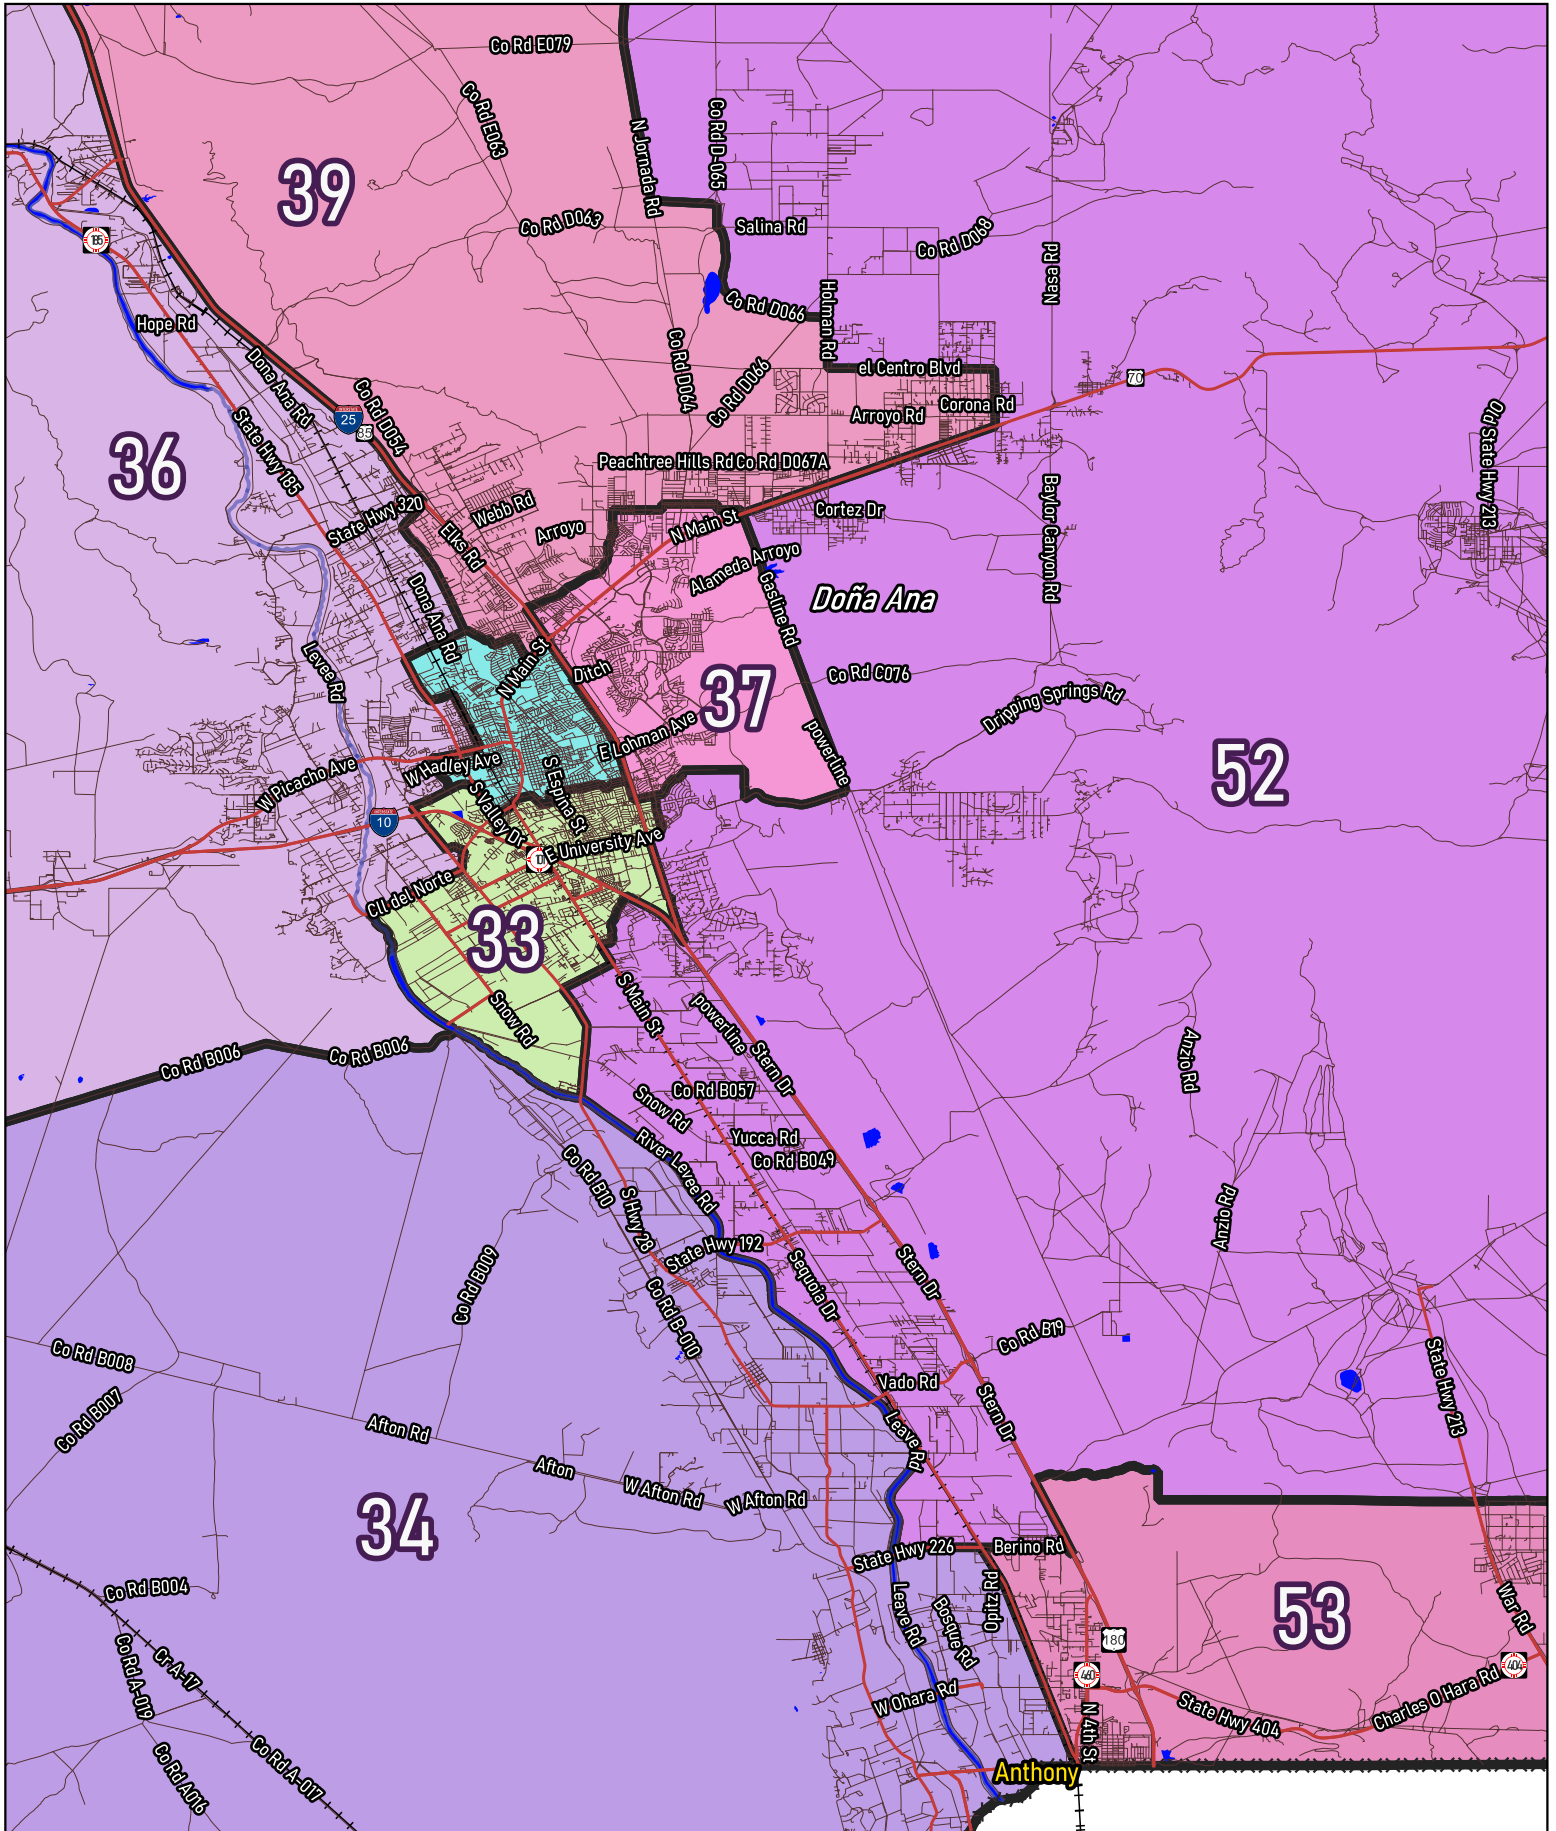 Co Rd E079
Co Rd E063
Co Rd D-065
N Jornada Rd
39
Co Rd D063
Salina Rd
Co Rd D068
185
Nase Rd
Co Rd D066
Holman Rd
Hope Rd
Dona Ana Rd
Co Rd D064
el Centro Blvd
70
Co Rd D066
Co Rd D054
25
85
Arroyo Rd
Corona Rd
Old State Hwy 213
State Hwy 185
36
Peachtree Hills Rd
Co Rd D067A
State Hwy 320
Webb Rd
Elks Rd
Arroyo
N Main St
Cortez Dr
Baylor Canyon Rd
Alameda Arroyo
Gasline Rd
Doña Ana
Dona Ana Rd
Levee Rd
N Main St
Ditch
37
Co Rd C076
Dripping Springs Rd
E Lohman Ave
powerline
52
W Picacho Ave
W Hadley Ave
S Espina St
S Valley Dr
10
E University Ave
101
Cll del Norte
33
Snow Rd
S Main St
powerline
Stern Dr
Co Rd B006
Co Rd B006
Anzio Rd
Co Rd B057
Snow Rd
Yucca Rd
Co Rd B049
River Levee Rd
Co Rd B10
S Hwy 28
Anzio Rd
State Hwy 192
Co Rd B009
Sequoia Dr
Stern Dr
Co Rd B-010
Co Rd B19
Co Rd B008
State Hwy 213
Vado Rd
Stern Dr
Co Rd B007
Afton Rd
Leave Rd
Afton
W Afton Rd
W Afton Rd
34
State Hwy 226
Berino Rd
Co Rd B004
Leave Rd
Bosque Rd
Opitz Rd
53
War Rd
Co Rd A-019
Cr A-17
180
460
404
W Ohara Rd
N 4th St
State Hwy 404
Charles O Hara Rd
Co Rd A016
Co Rd A-017
Anthony